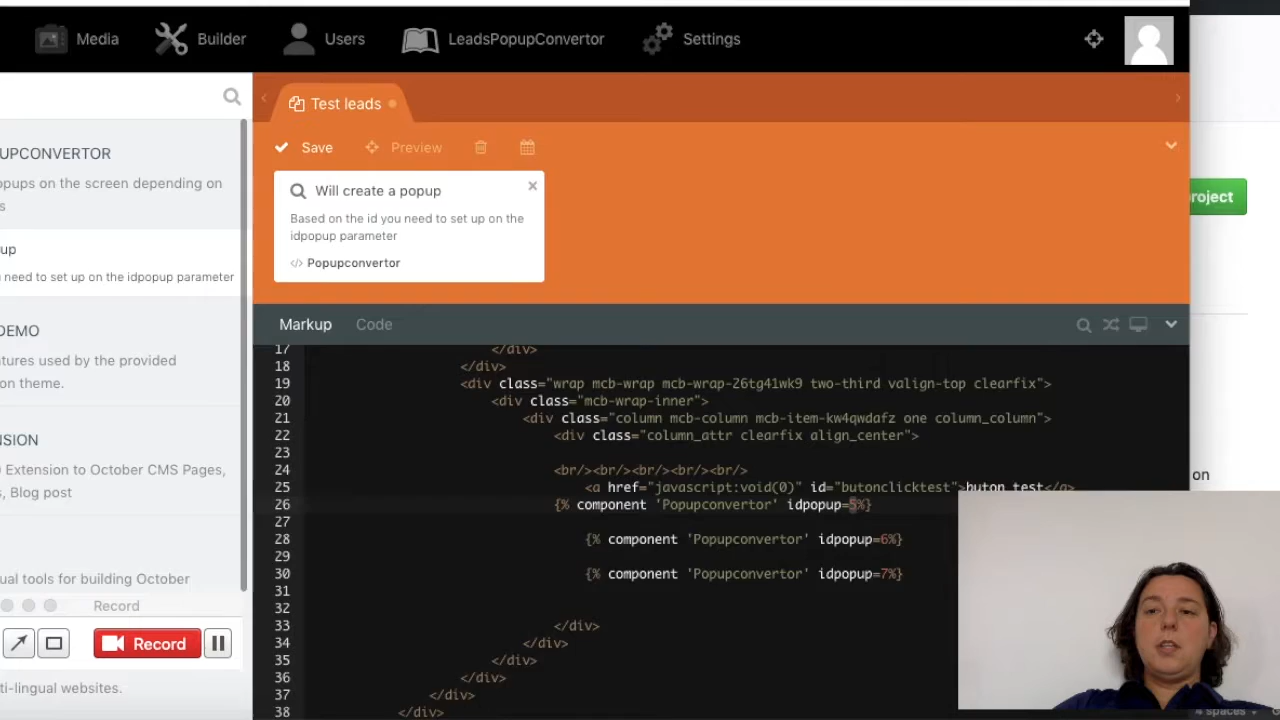 Media
Builder
Users
LeadsPopupConvertor
Settings
Test leads
Save
Preview
Will create a popup
Based on the id you need to set up on the
idpopup parameter
</> Popupconvertor
UPCONVERTOR
opups on the screen depending on
s
up
need to set up on the idpopup parameter
DEMO
atures used by the provided
on theme.
NSION
Extension to October CMS Pages,
s, Blog post
ual tools for building October
Record
Record
ti-lingual websites.
roject
on
Markup Code
17 </div>
18 </div>
19 <div class="wrap mcb-wrap mcb-wrap-26tg41wk9 two-third valign-top clearfix">
20 <div class="mcb-wrap-inner">
21 <div class="column mcb-column mcb-item-kw4qwdafz one column_column">
22 <div class="column_attr clearfix align_center">
23
24 <br/><br/><br/><br/><br/>
25 <a href="javascript:void(0)" id="butonclicktest">buton test</a>
26 {% component 'Popupconvertor' idpopup=5%}
27
28 {% component 'Popupconvertor' idpopup=6%}
29
30 {% component 'Popupconvertor' idpopup=7%}
31
32
33 </div>
34 </div>
35 </div>
36 </div>
37 </div>
38 </div>
4 spaces